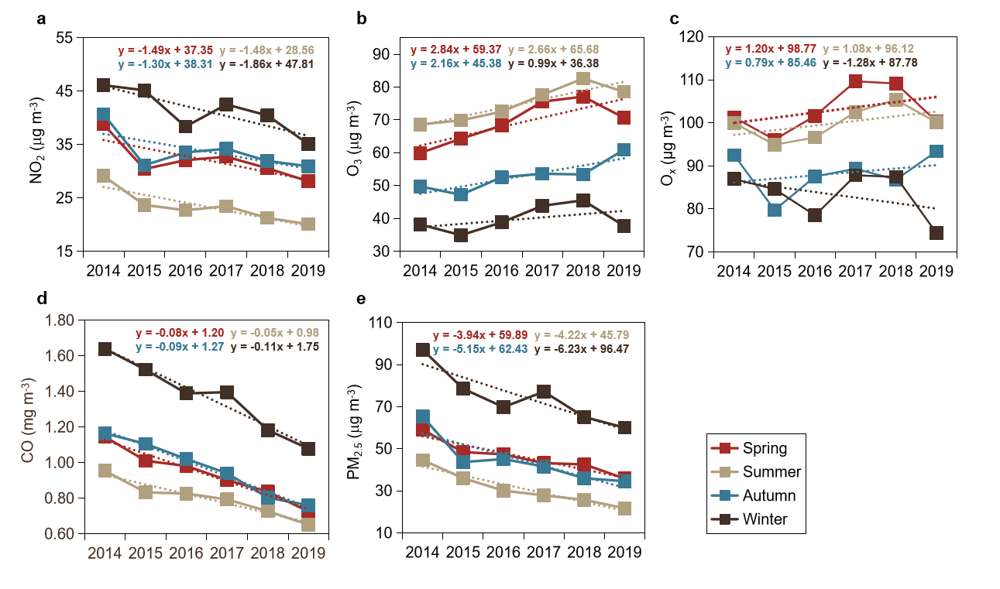 a
y = -1.49x + 37.35 y = -1.48x + 28.56
y = -1.30x + 38.31 y = -1.86x + 47.81
NO2 (µg m-3)
55
45
35
25
15
2014 2015 2016 2017 2018 2019
b
y = 2.84x + 59.37 y = 2.66x + 65.68
y = 2.16x + 45.38 y = 0.99x + 36.38
O3 (µg m-3)
90
80
70
60
50
40
30
2014 2015 2016 2017 2018 2019
c
y = 1.20x + 98.77 y = 1.08x + 96.12
y = 0.79x + 85.46 y = -1.28x + 87.78
Ox (µg m-3)
120
110
100
90
80
70
2014 2015 2016 2017 2018 2019
d
y = -0.08x + 1.20 y = -0.05x + 0.98
y = -0.09x + 1.27 y = -0.11x + 1.75
CO (mg m-3)
1.80
1.60
1.40
1.20
1.00
0.80
0.60
2014 2015 2016 2017 2018 2019
e
y = -3.94x + 59.89 y = -4.22x + 45.79
y = -5.15x + 62.43 y = -6.23x + 96.47
PM2.5 (µg m-3)
110
90
70
50
30
10
2014 2015 2016 2017 2018 2019
Spring
Summer
Autumn
Winter